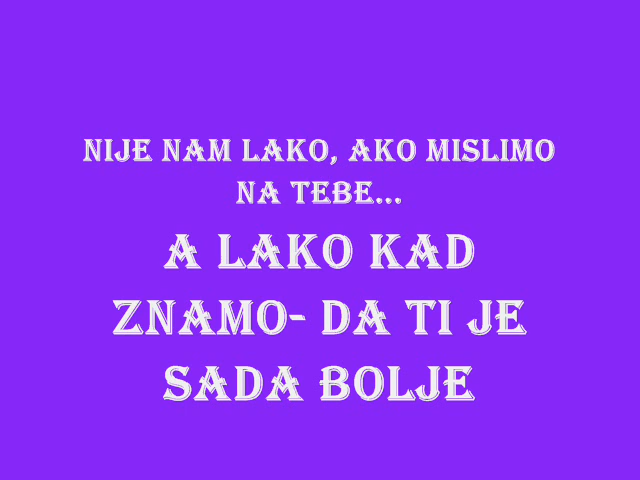 NIJE NAM LAKO, AKO MISLIMO
NA TEBE...
A LAKO KAD
ZNAMO- DA TI JE
SADA BOLJE